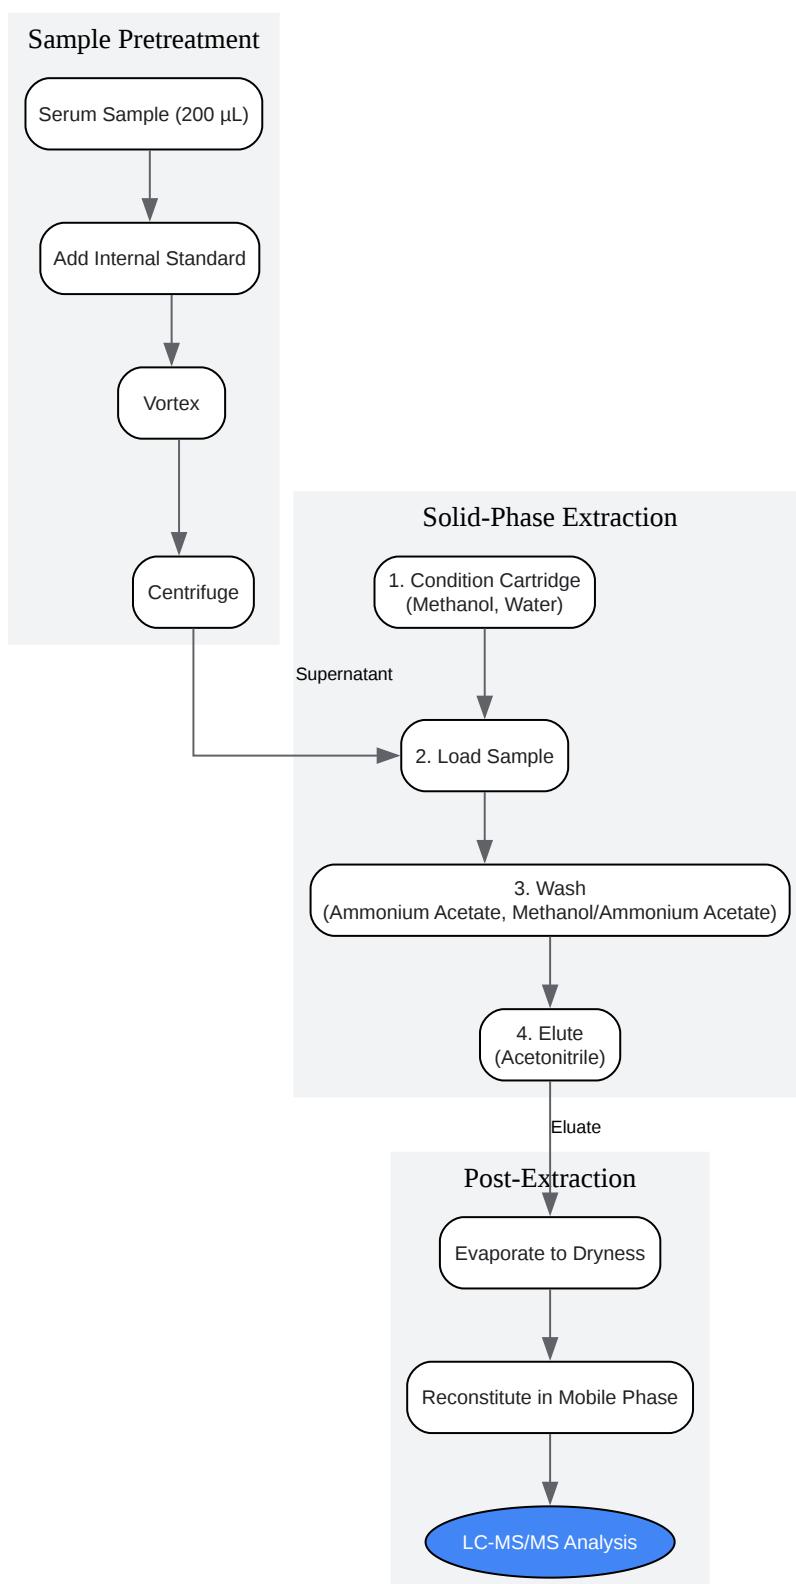 Sample Pretreatment
Serum Sample (200 µL)
Add Internal Standard
Vortex
Centrifuge
Supernatant
Solid-Phase Extraction
1. Condition Cartridge
(Methanol, Water)
2. Load Sample
3. Wash
(Ammonium Acetate, Methanol/Ammonium Acetate)
4. Elute
(Acetonitrile)
Eluate
Post-Extraction
Evaporate to Dryness
Reconstitute in Mobile Phase
LC-MS/MS Analysis